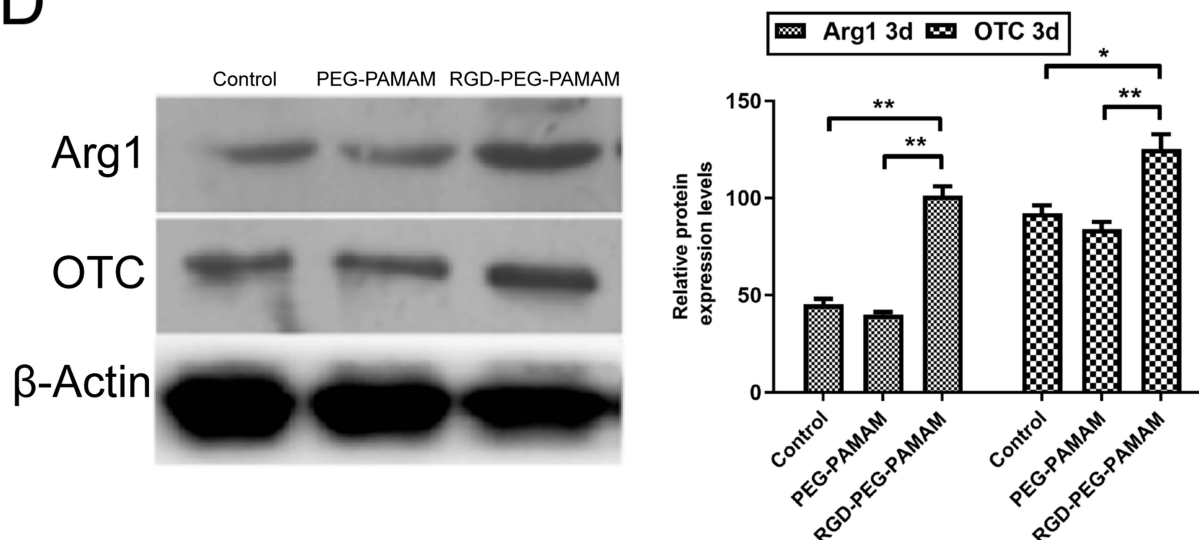 D
Control PEG-PAMAM RGD-PEG-PAMAM
Arg1
OTC
β-Actin
Arg1 3d OTC 3d
*
**
**
**
Relative protein
expression levels
150
100
50
0
Control
PEG-PAMAM
RGD-PEG-PAMAM
Control
PEG-PAMAM
RGD-PEG-PAMAM